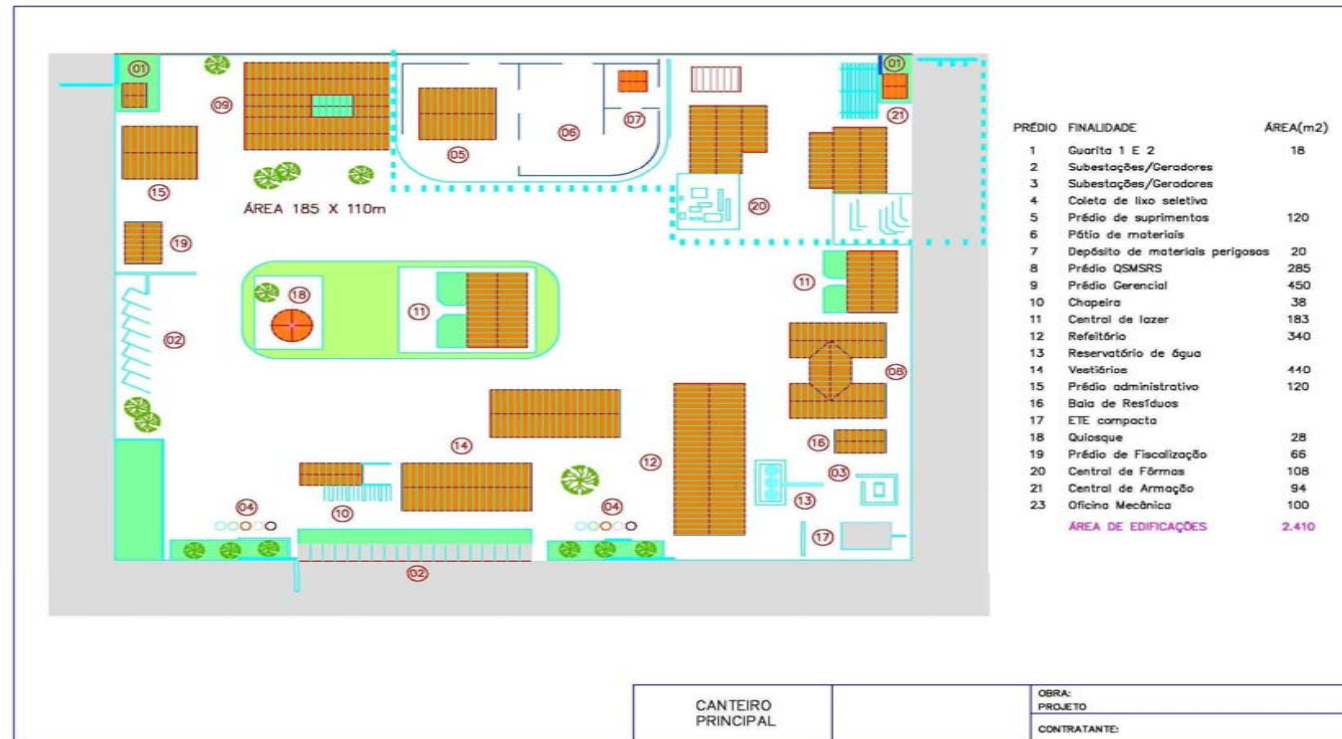 01
09
05
06
07
01
21
15
ÁREA 185 X 110m
20
19
18
11
11
02
08
14
12
16
03
10
13
04
04
17
02
PRÉDIO FINALIDADE ÁREA(m2)
1 Guarita 1 E 2 18
2 Subestações/Geradores
3 Subestações/Geradores
4 Coleta de lixo seletiva
5 Prédio de suprimentos 120
6 Pátio de materiais
7 Depósito de materiais perigosos 20
8 Prédio QSMSRS 285
9 Prédio Gerencial 450
10 Chapeira 38
11 Central de lazer 183
12 Refeitório 340
13 Reservatório de água
14 Vestiários 440
15 Prédio administrativo 120
16 Baia de Resíduos
17 ETE compacta
18 Quiosque 28
19 Prédio de Fiscalização 66
20 Central de Fôrmas 108
21 Central de Armação 94
23 Oficina Mecânica 100
ÁREA DE EDIFICAÇÕES 2.410
CANTEIRO
PRINCIPAL
OBRA:
PROJETO
CONTRATANTE: